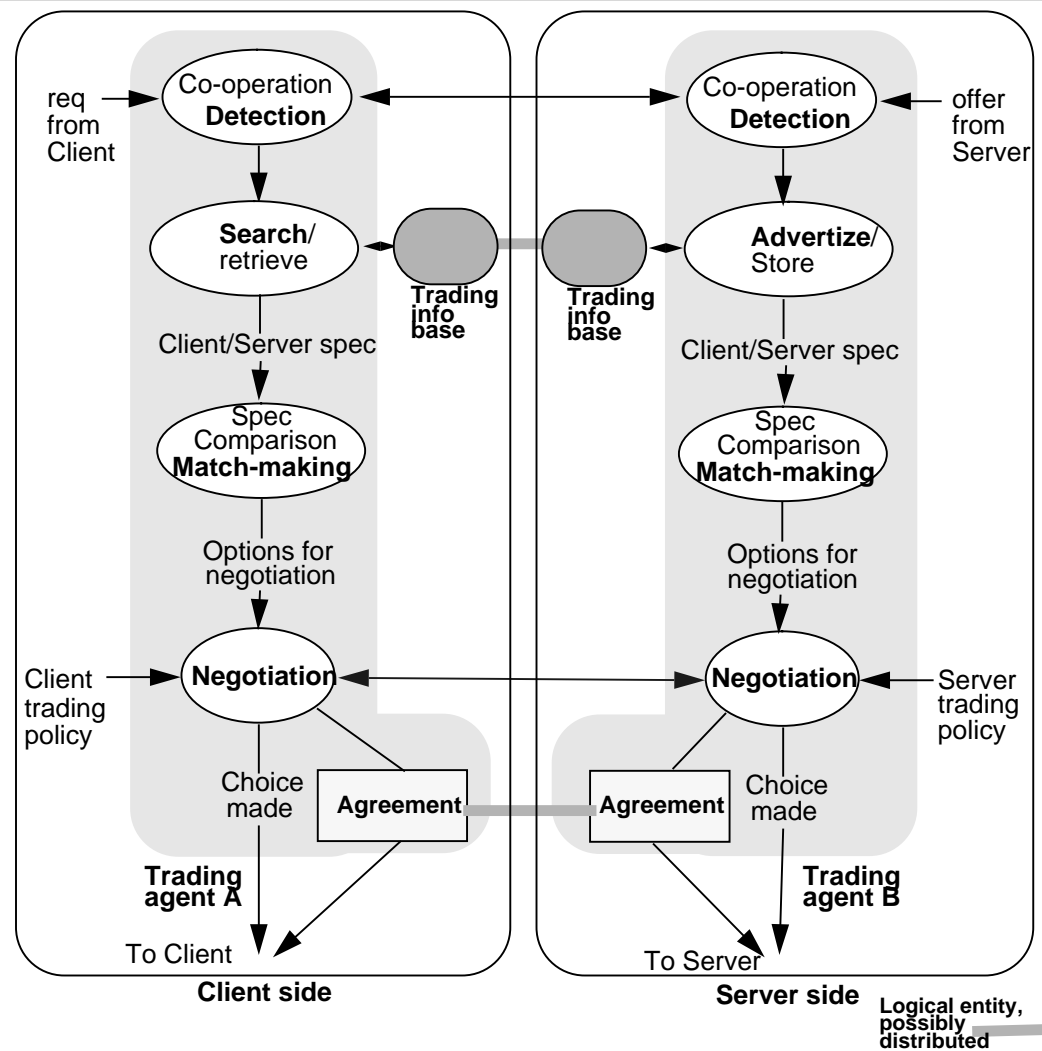 Co-operation
Detection
req
from
Client
Search/
retrieve
Trading
info
base
Client/Server spec
Spec
Comparison
Match-making
Options for
negotiation
Negotiation
Client
trading
policy
Choice
made
Agreement
Trading
agent A
To Client
Client side
Co-operation
Detection
offer
from
Server
Advertize/
Store
Trading
info
base
Client/Server spec
Spec
Comparison
Match-making
Options for
negotiation
Negotiation
Server
trading
policy
Agreement
Choice
made
Trading
agent B
To Server
Server side
Logical entity,
possibly
distributed